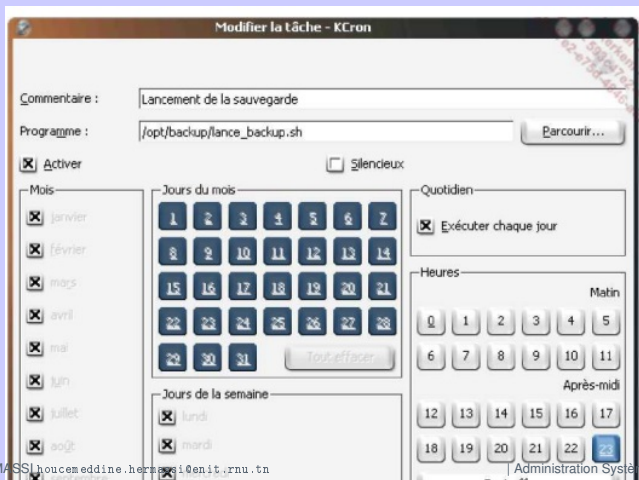 Modifier la tâche - KCron
Commentaire :
Lancement de la sauvegarde
Programme :
/opt/backup/lance_backup.sh
Parcourir...
Activer
Silencieux
Mois
janvier
février
mars
avril
mai
juin
juillet
août
septembre
Jours du mois
1 2 3 4 5 6 7
8 9 10 11 12 13 14
15 16 17 18 19 20 21
22 23 24 25 26 27 28
29 30 31
Tout effacer
Jours de la semaine
lundi
mardi
mercredi
Quotidien
Exécuter chaque jour
Heures
Matin
0 1 2 3 4 5
6 7 8 9 10 11
Après-midi
12 13 14 15 16 17
18 19 20 21 22 23
houcemeddine.hermassi@enit.rnu.tn
Administration Systè